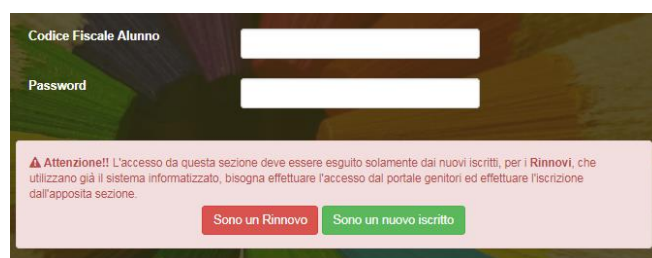 Codice Fiscale Alunno
Password
Attenzione!! L'accesso da questa sezione deve essere esguito solamente dai nuovi iscritti, per i Rinnovi, che
utilizzano già il sistema informatizzato, bisogna effettuare l'accesso dal portale genitori ed effettuare l'iscrizione
dall'apposita sezione.
Sono un Rinnovo Sono un nuovo iscritto